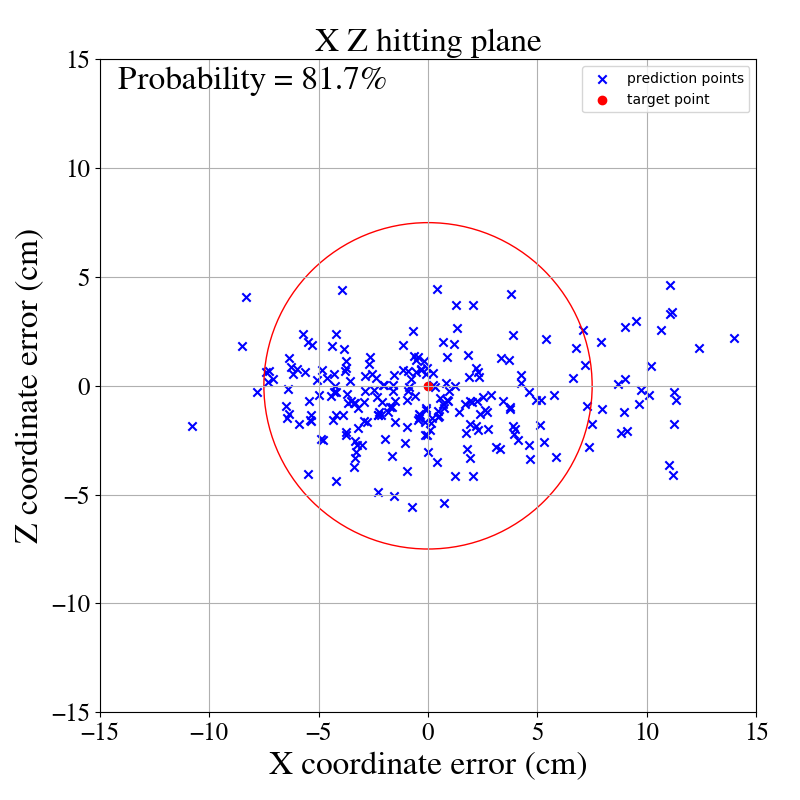 X Z hitting plane
Probability = 81.7%
prediction points
target point
Z coordinate error (cm)
15
10
5
0
−5
−10
−15
−15
−10
−5
0
5
10
15
X coordinate error (cm)